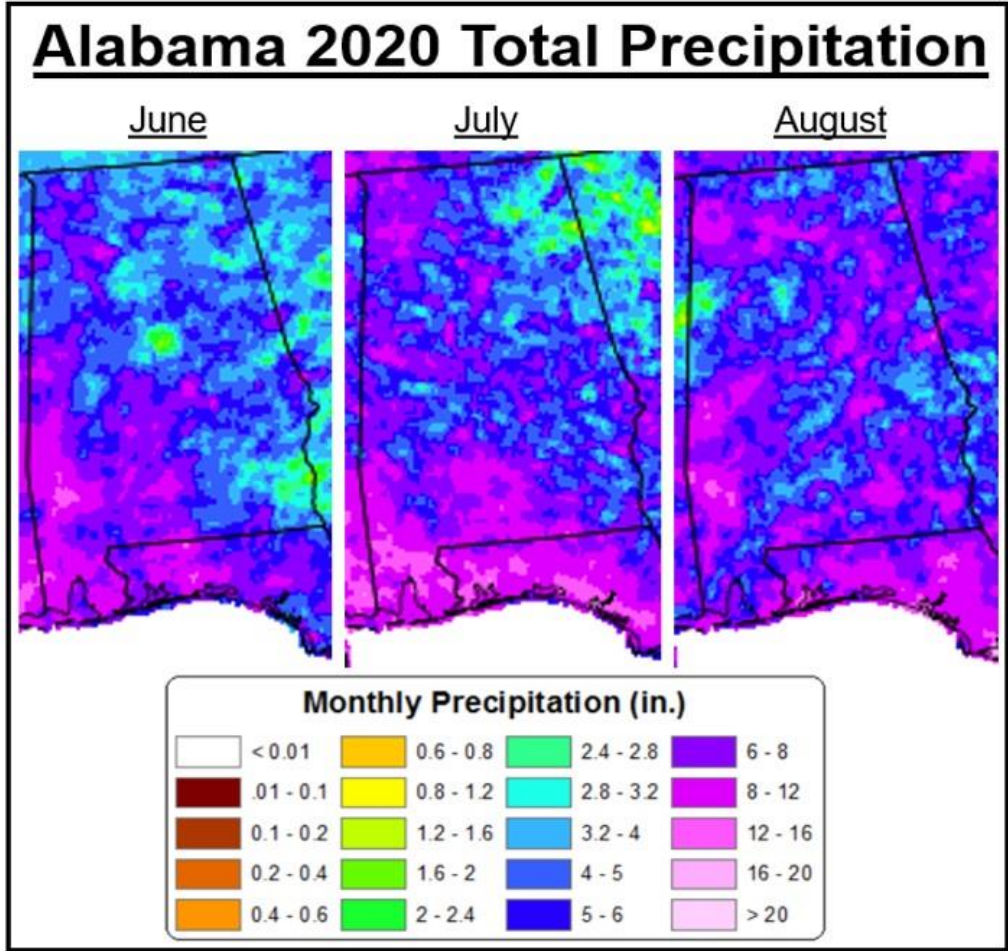 Alabama 2020 Total Precipitation
June July August
Monthly Precipitation (in.)
< 0.01 0.6 - 0.8 2.4 - 2.8 6 - 8
.01 - 0.1 0.8 - 1.2 2.8 - 3.2 8 - 12
0.1 - 0.2 1.2 - 1.6 3.2 - 4 12 - 16
0.2 - 0.4 1.6 - 2 4 - 5 16 - 20
0.4 - 0.6 2 - 2.4 5 - 6 > 20